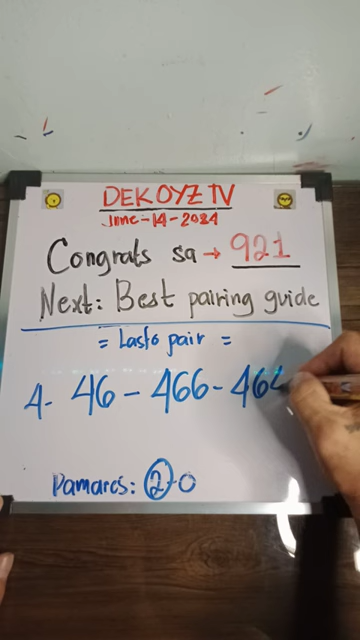 DEKOYZ TV
June-14-2024
Congrats sa → 921
Next: Best pairing guide
= Lasto pair =
4- 46 - 466 - 464
Pamares: 2-0